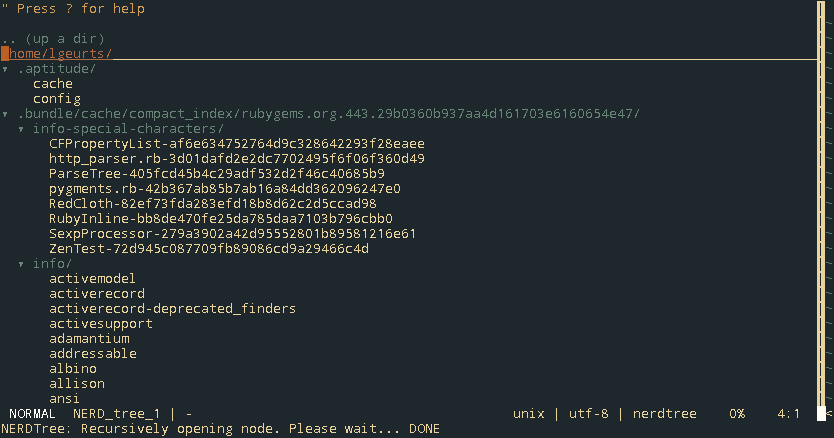 " Press ? for help
.. (up a dir)
/home/lgeurts/
▾ .aptitude/
cache
config
▾ .bundle/cache/compact_index/rubygems.org.443.29b0360b937aa4d161703e6160654e47/
▾ info-special-characters/
CFPropertyList-af6e634752764d9c328642293f28eaee
http_parser.rb-3d01dafd2e2dc7702495f6f06f360d49
ParseTree-405fcd45b4c29adf532d2f46c40685b9
pygments.rb-42b367ab85b7ab16a84dd362096247e0
RedCloth-82ef73fda283efd18b8d62c2d5ccad98
RubyInline-bb8de470fe25da785daa7103b796cbb0
SexpProcessor-279a3902a42d95552801b89581216e61
ZenTest-72d945c087709fb89086cd9a29466c4d
▾ info/
activemodel
activerecord
activerecord-deprecated_finders
activesupport
adamantium
addressable
albino
allison
ansi
NORMAL NERD_tree_1 | - unix | utf-8 | nerdtree 0% 4:1 <
NERDTree: Recursively opening node. Please wait... DONE